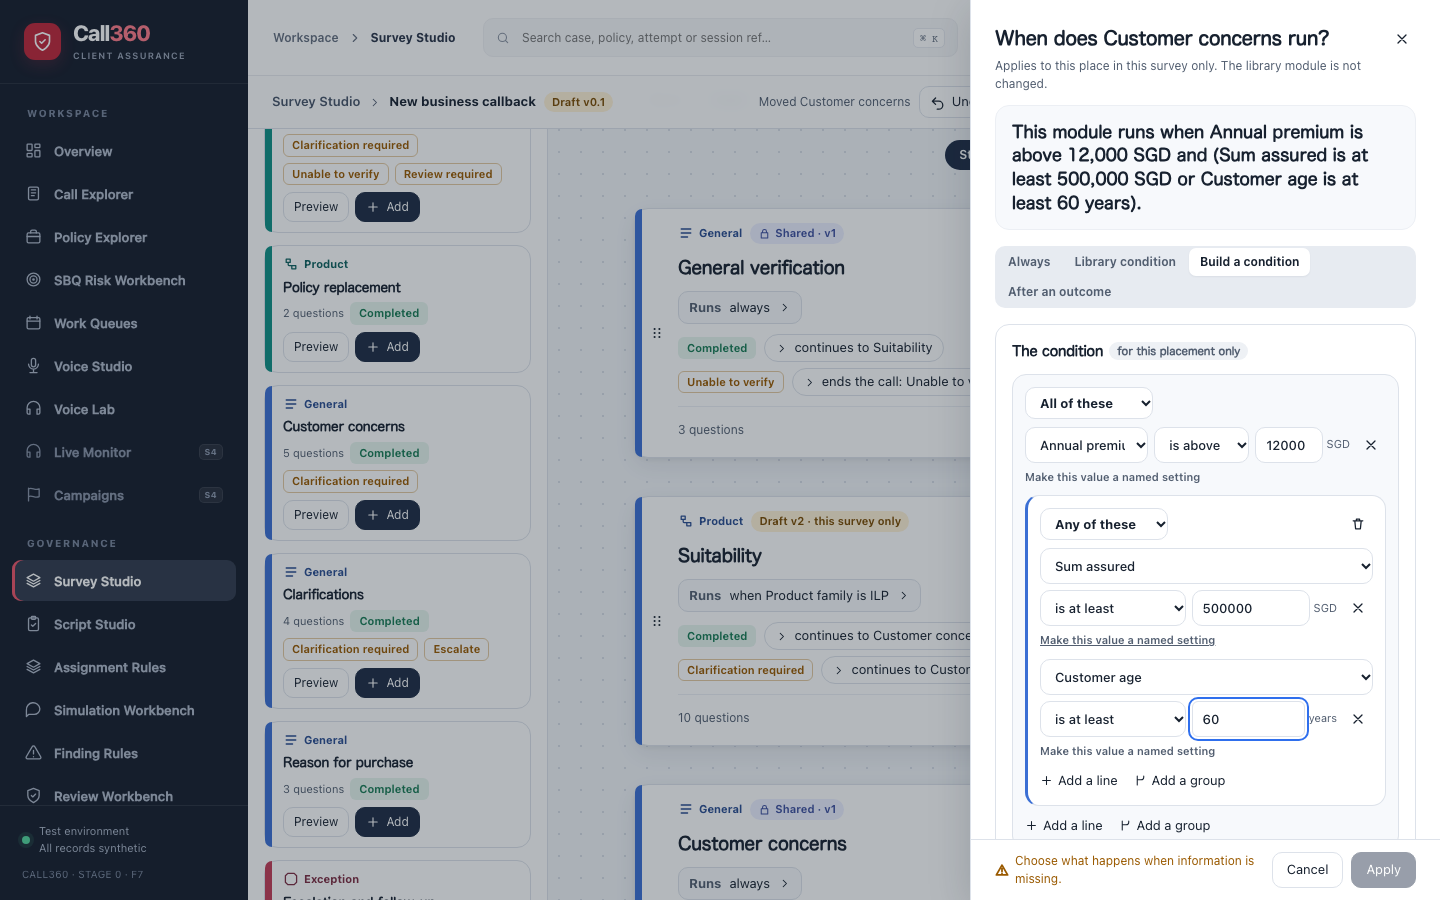 Call360
CLIENT ASSURANCE
WORKSPACE
Overview
Call Explorer
Policy Explorer
SBQ Risk Workbench
Work Queues
Voice Studio
Voice Lab
Live Monitor S4
Campaigns S4
GOVERNANCE
Survey Studio
Script Studio
Assignment Rules
Simulation Workbench
Finding Rules
Review Workbench
Test environment
All records synthetic
CALL360 · STAGE 0 · F7
Workspace > Survey Studio
Search case, policy, attempt or session ref...
⌘ K
Survey Studio > New business callback Draft v0.1
Moved Customer concerns
Clarification required
Unable to verify Review required
Preview + Add
Product
Policy replacement
2 questions Completed
Preview + Add
General
Customer concerns
5 questions Completed
Clarification required
Preview + Add
General
Clarifications
4 questions Completed
Clarification required Escalate
Preview + Add
General
Reason for purchase
3 questions Completed
Preview + Add
Exception
General Shared · v1
General verification
Runs always >
Completed > continues to Suitability
Unable to verify > ends the call: Unable to
3 questions
Product Draft v2 · this survey only
Suitability
Runs when Product family is ILP >
Completed > continues to Customer conce
Clarification required > continues to Custor
10 questions
General Shared · v1
Customer concerns
Runs always >
When does Customer concerns run?
Applies to this place in this survey only. The library module is not
changed.
This module runs when Annual premium is
above 12,000 SGD and (Sum assured is at
least 500,000 SGD or Customer age is at
least 60 years).
Always Library condition Build a condition
After an outcome
The condition for this placement only
All of these
Annual premiu is above 12000 SGD
Make this value a named setting
Any of these
Sum assured
is at least 500000 SGD
Make this value a named setting
Customer age
is at least 60 years
Make this value a named setting
+ Add a line Add a group
+ Add a line Add a group
Choose what happens when information is
missing.
Cancel Apply